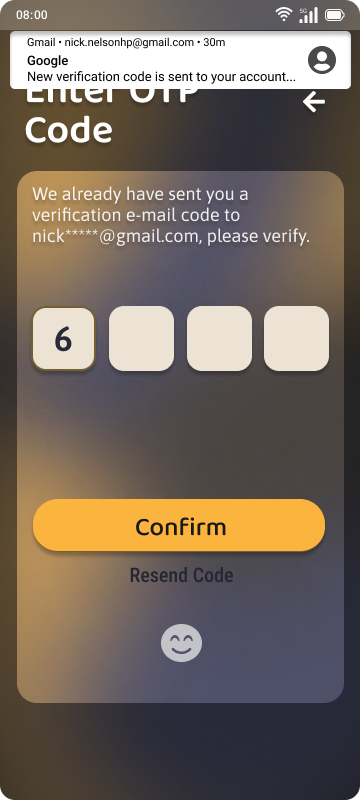 08:00
5G
Gmail • nick.nelsonhp@gmail.com • 30m
Google
New verification code is sent to your account...
Enter OTP
Code
We already have sent you a
verification e-mail code to
nick*****@gmail.com, please verify.
6
Confirm
Resend Code